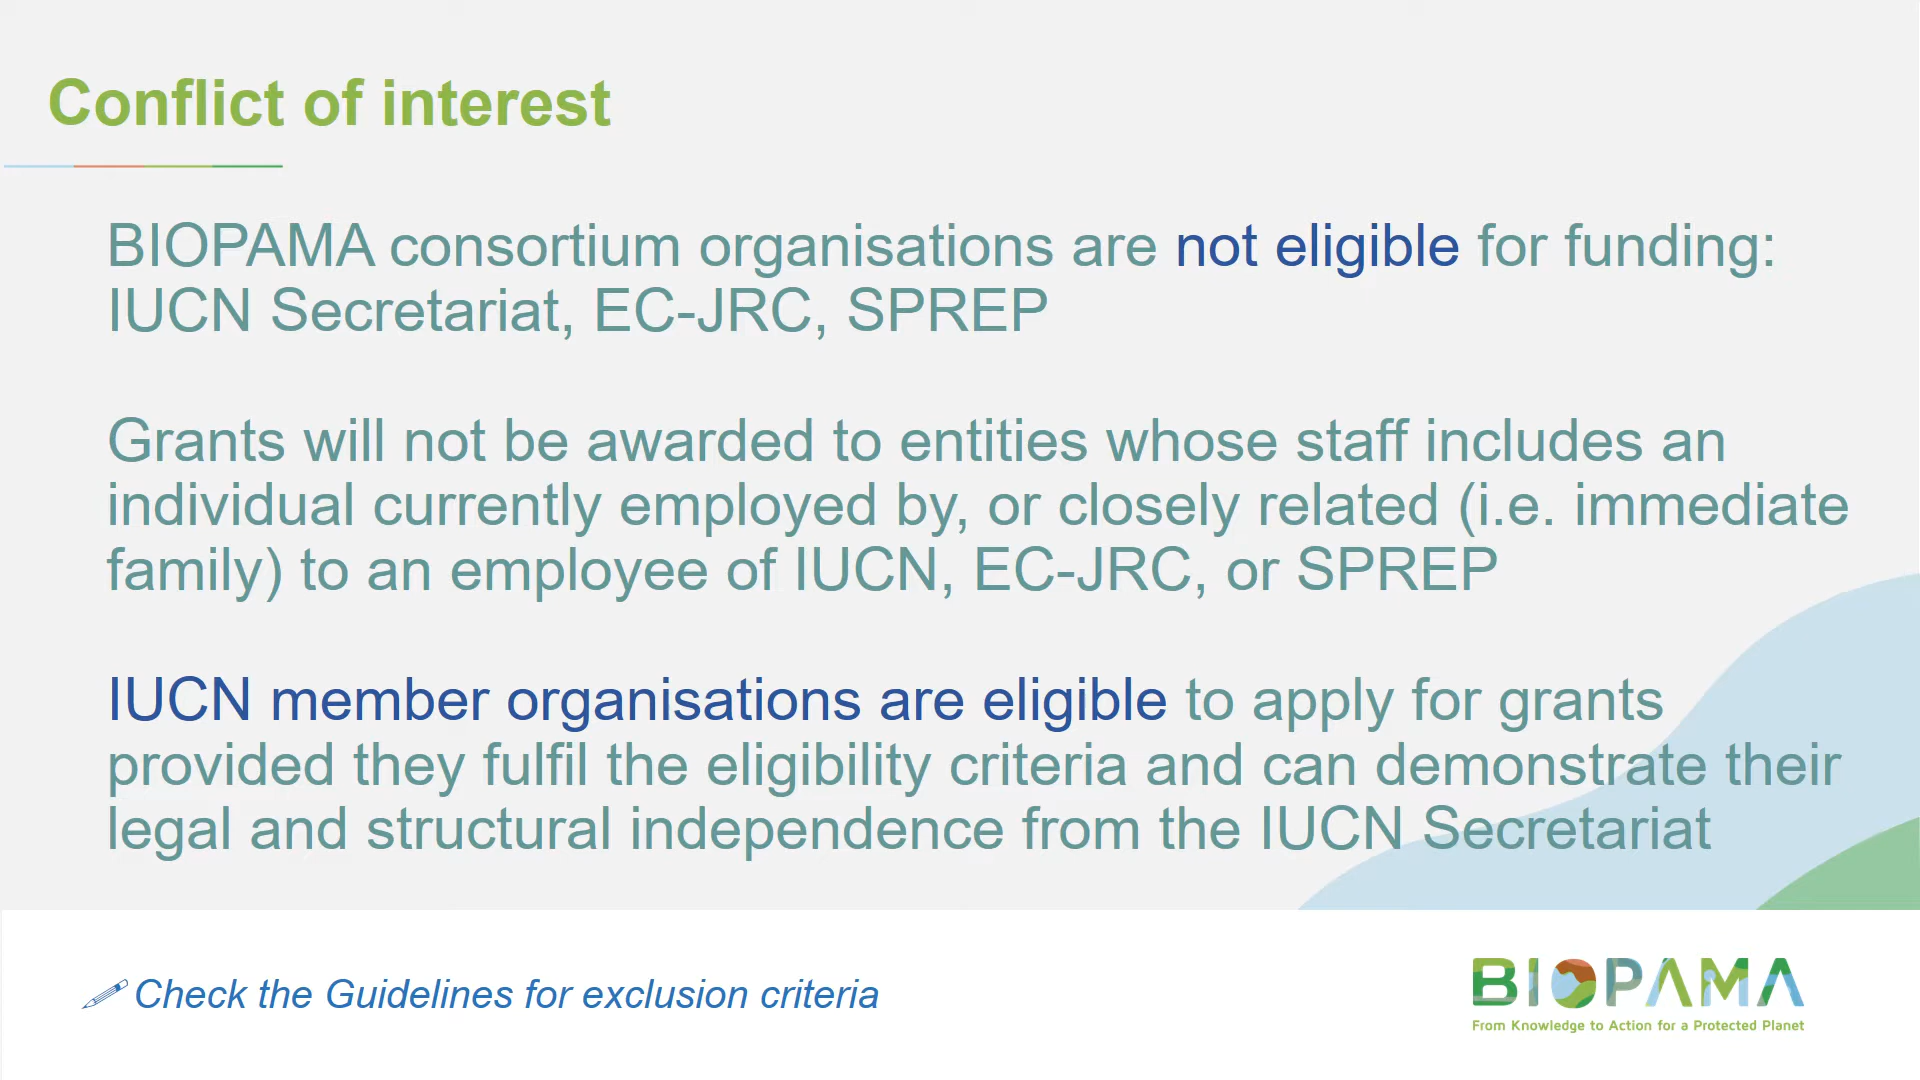 Conflict of interest
BIOPAMA consortium organisations are not eligible for funding:
IUCN Secretariat, EC-JRC, SPREP
Grants will not be awarded to entities whose staff includes an
individual currently employed by, or closely related (i.e. immediate
family) to an employee of IUCN, EC-JRC, or SPREP
IUCN member organisations are eligible to apply for grants
provided they fulfil the eligibility criteria and can demonstrate their
legal and structural independence from the IUCN Secretariat
Check the Guidelines for exclusion criteria
BIOPAMA
From Knowledge to Action for a Protected Planet